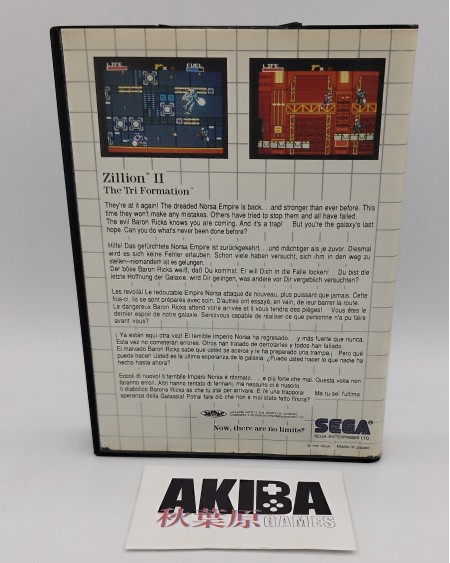 LIFE FUEL
LIFE
Zillion™ II
The Tri Formation™
They're at it again! The dreaded Norsa Empire is back. . .and stronger than ever before. This
time they won't make any mistakes. Others have tried to stop them and all have failed.
The evil Baron Ricks knows you are coming. And it's a trap! But you're the galaxy's last
hope. Can you do what's never been done before?
Hilfe! Das gefürchtete Norsa Empire ist zurückgekehrt. . .und mächtiger als je zuvor. Diesmal
wird es sich keine Fehler erlauben. Schon viele haben versucht, sich ihm in den weg zu
stellen–niemanden ist es gelungen.
Der böse Baron Ricks weiß, daß Du kommst. Er will Dich in die Falle locken! Du bist die
letzte Hoffnung der Galaxie. wird Dir gelingen, was andere vor Dir vergeblich versuchten?
Les revoilà! Le redoutable Empire Norsa attaque de nouveau, plus puissant que jamais. Cette
fois-ci, ils se sont préparés avec soin. D'autres ont essayé, en vain, de leur barrer la route.
Le dangereux Baron Ricks attend votre arrivée et il vous tendra des pièges! Vous êtes le
dernier espoir de notre galaxie. Serezvous capable de réaliser ce que personne n'a pu faire
avant vous?
¡Ya están aquí otra vez! El terrible Imperio Norsa ha regresado. . .y más fuerte que nunca.
Esta vez no cometerán errores. Otros han tratado de derrotarles y todos han fallado.
El malvado Baron Ricks sabe que usted se acerca y le ha preparado una trampa. ¡Pero qué
puede hacer! Usted es la última esperanza de la galaxia. ¿Puede usted hacer lo que nadie ha
hecho hasta ahora?
Eccoli di nuovo! Il terribile Impero Norsa è ritornato. . .e più forte che mai. Questa volta non
faranno errori. Altri hanno tentato di fermarli, ma nessuno ci è riuscito.
Il diabolico Barone Ricks sa che tu stai per arrivare. E l'è una trappola! Ma tu sei l'ultima
speranza della Galassia! Potrai fare ciò che non è mai stato fatto finora?
Now, there are no limits!
SEGA
SEGA ENTERPRISES LTD.
AKIBA
秋葉原 GAMES